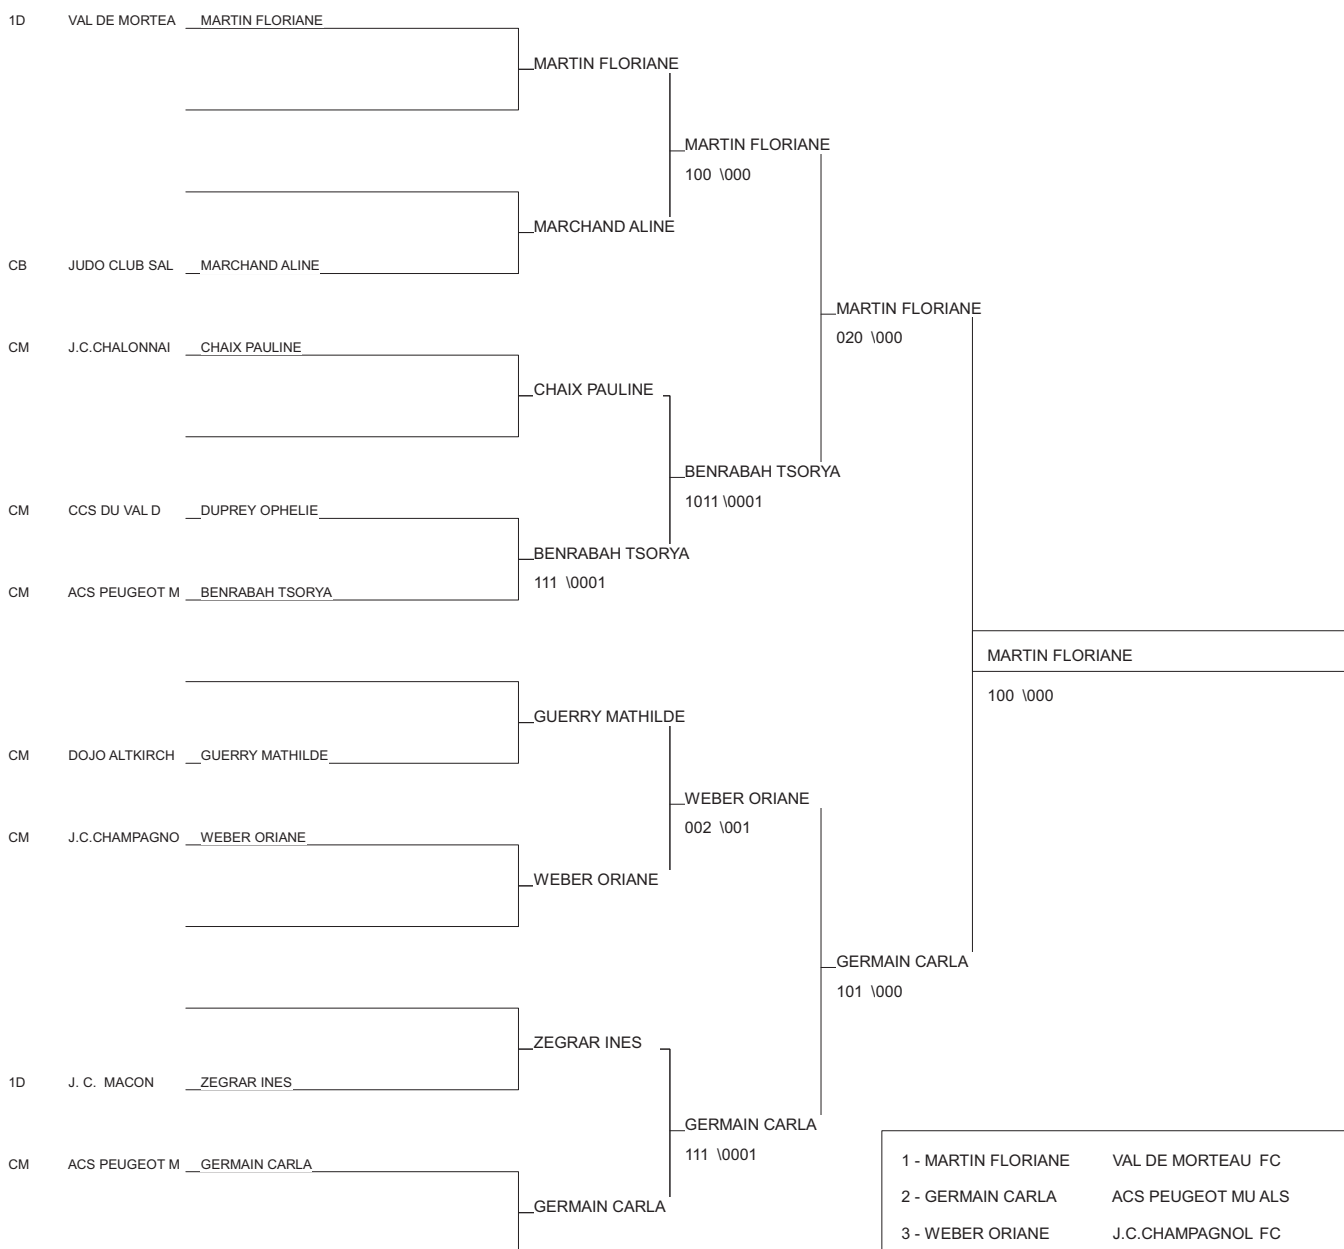 1D VAL DE MORTEA MARTIN FLORIANE
MARTIN FLORIANE
MARTIN FLORIANE
100 \000
MARCHAND ALINE
CB JUDO CLUB SAL MARCHAND ALINE
MARTIN FLORIANE
020 \000
CM J.C.CHALONNAI CHAIX PAULINE
CHAIX PAULINE
BENRABAH TSORYA
1011 \0001
CM CCS DU VAL D DUPREY OPHELIE
BENRABAH TSORYA
111 \0001
CM ACS PEUGEOT M BENRABAH TSORYA
MARTIN FLORIANE
100 \000
GUERRY MATHILDE
CM DOJO ALTKIRCH GUERRY MATHILDE
WEBER ORIANE
002 \001
CM J.C.CHAMPAGNO WEBER ORIANE
WEBER ORIANE
GERMAIN CARLA
101 \000
ZEGRAR INES
1D J. C. MACON ZEGRAR INES
GERMAIN CARLA
111 \0001
CM ACS PEUGEOT M GERMAIN CARLA
GERMAIN CARLA
1 - MARTIN FLORIANE VAL DE MORTEAU FC
2 - GERMAIN CARLA ACS PEUGEOT MU ALS
3 - WEBER ORIANE J.C.CHAMPAGNOL FC